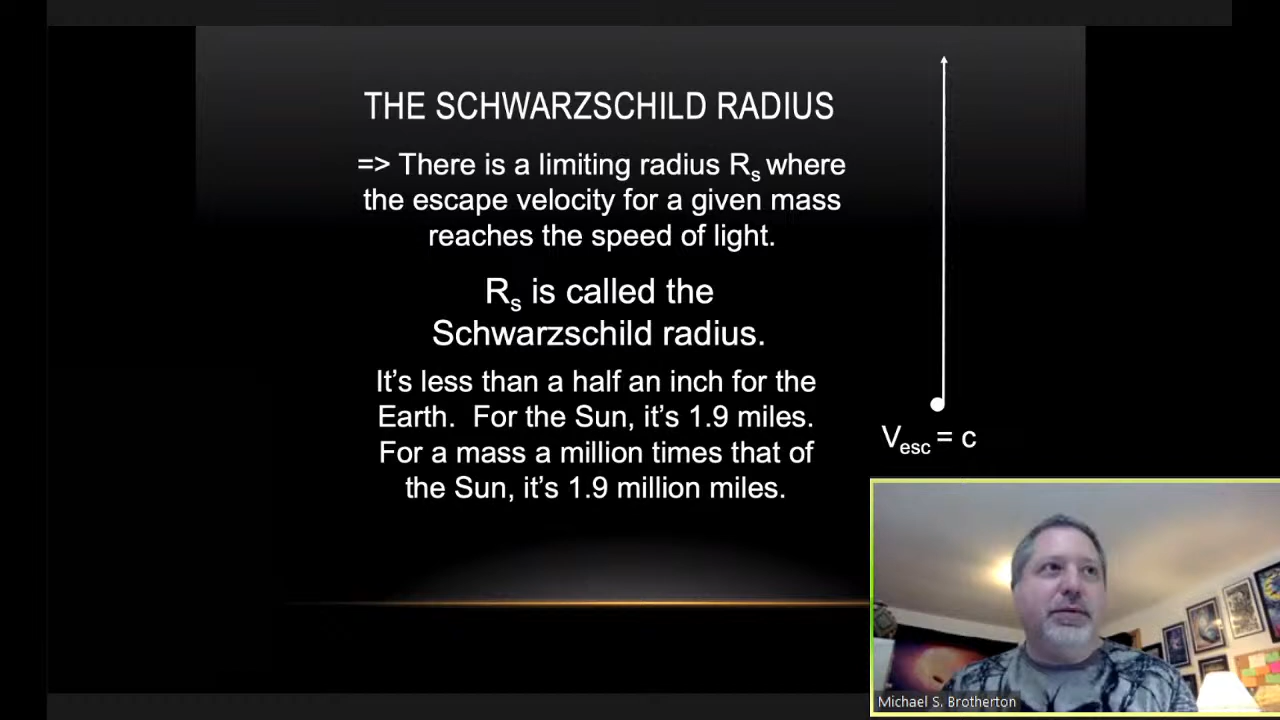 THE SCHWARZSCHILD RADIUS
=> There is a limiting radius Rs where
the escape velocity for a given mass
reaches the speed of light.
Rs is called the
Schwarzschild radius.
It’s less than a half an inch for the
Earth.  For the Sun, it’s 1.9 miles.
For a mass a million times that of
the Sun, it’s 1.9 million miles.
Vesc = c
Michael S. Brotherton